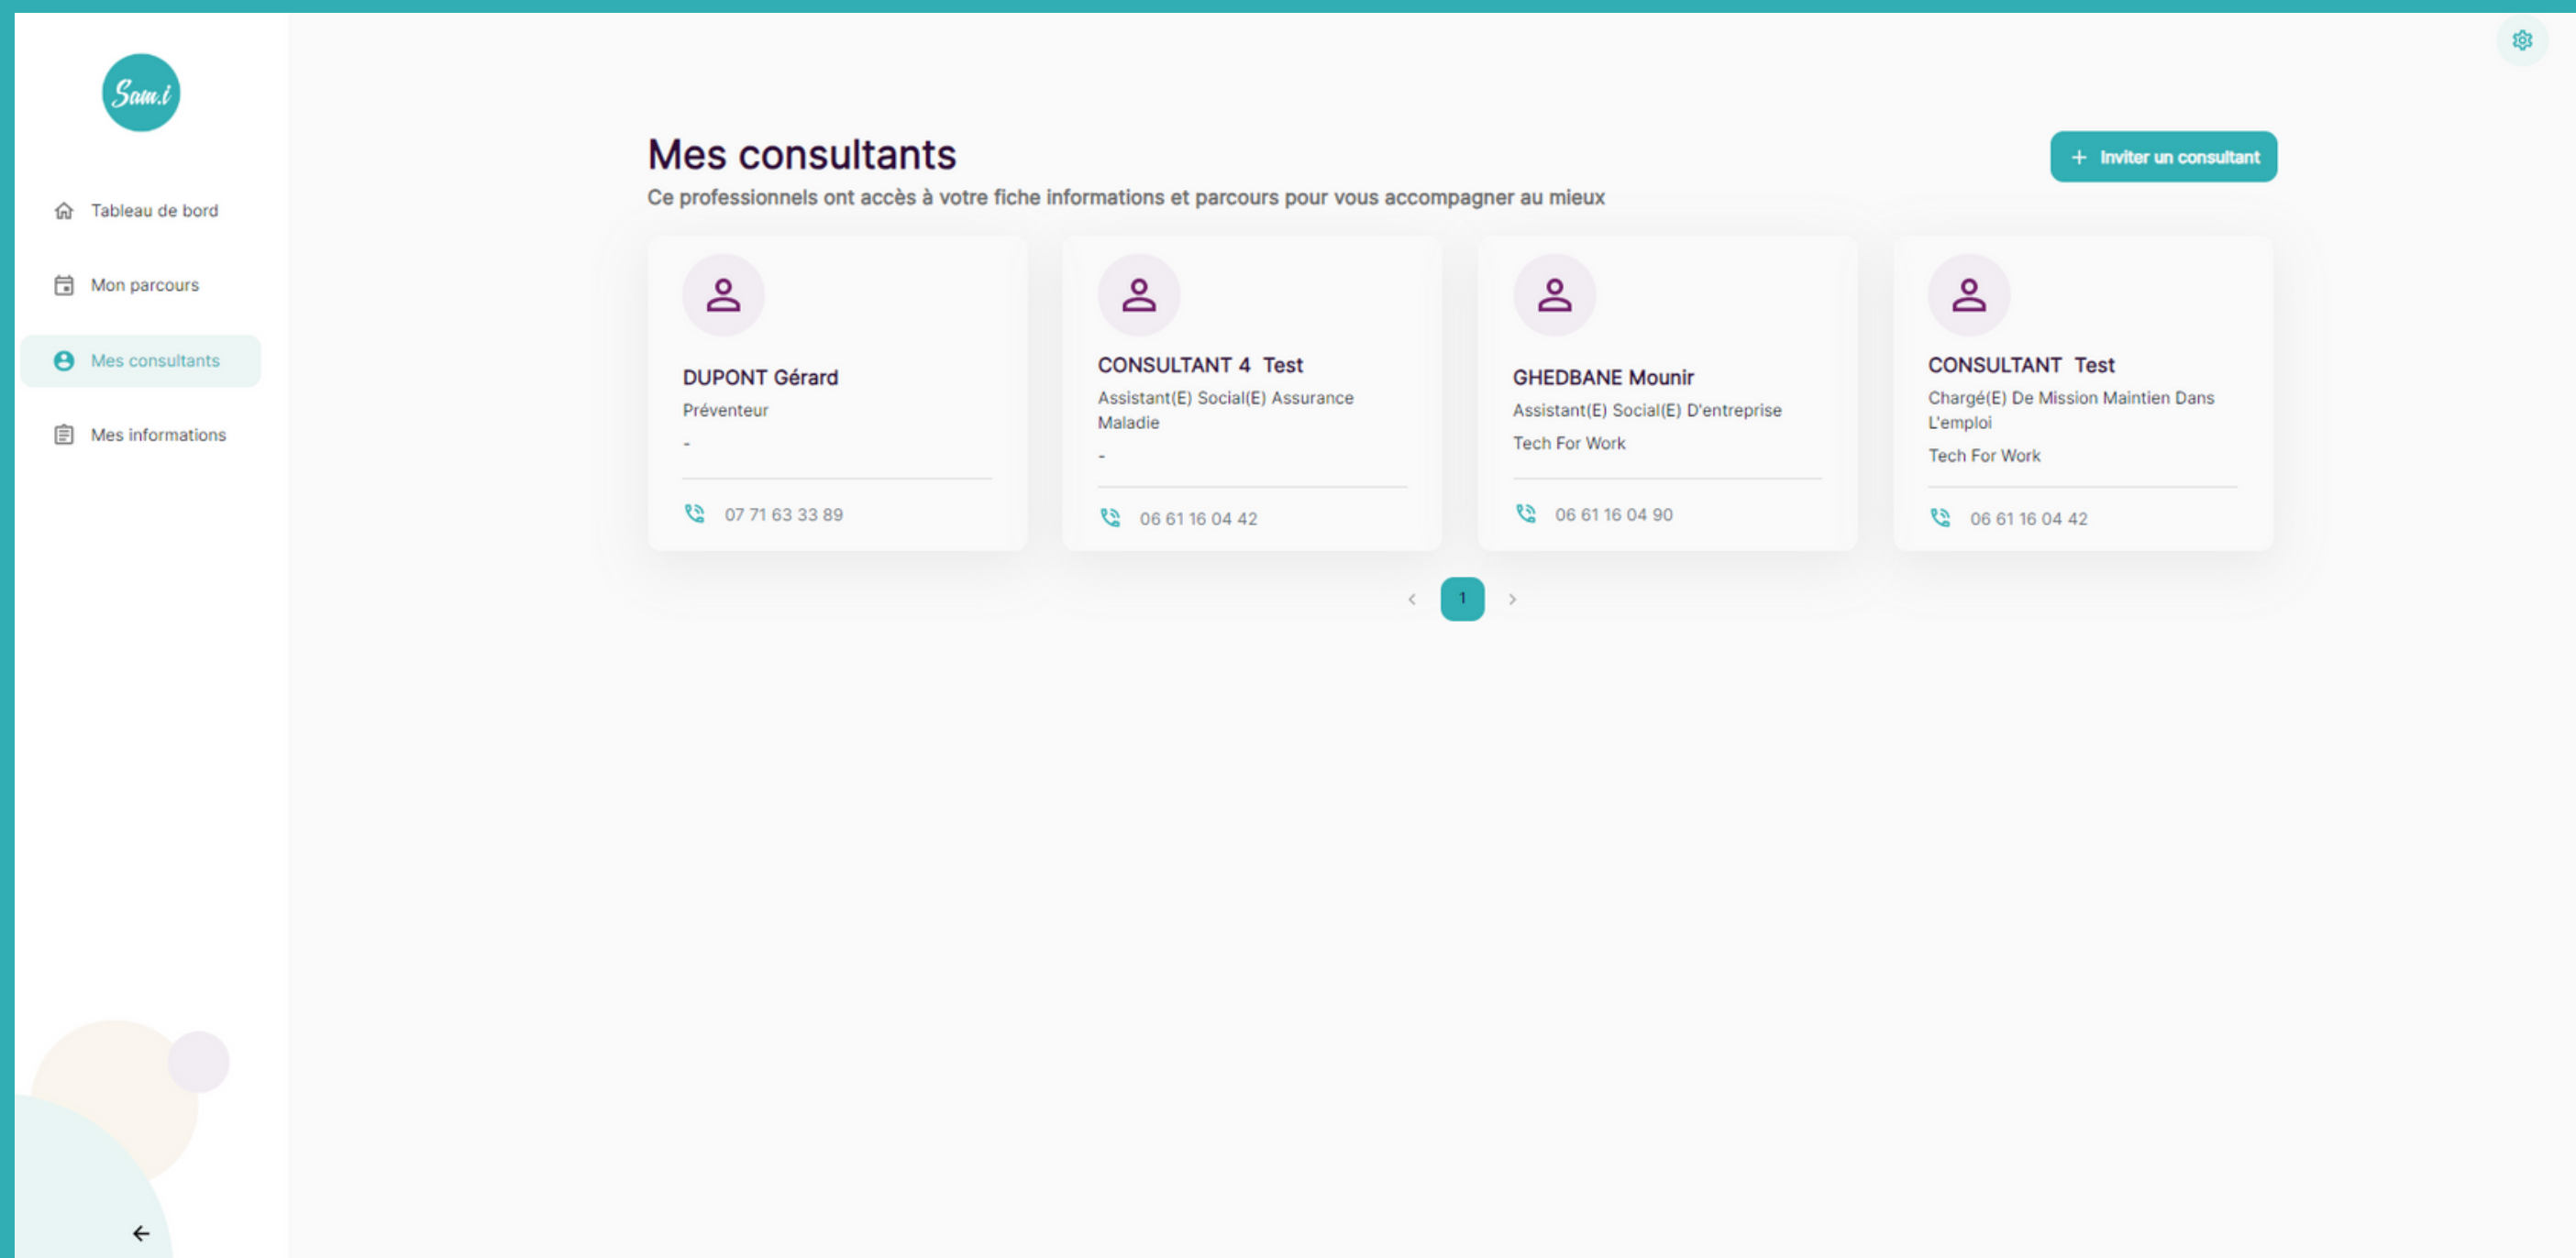 Sam.i
Tableau de bord
Mon parcours
Mes consultants
Mes informations
Mes consultants
+ Inviter un consultant
Ce professionnels ont accès à votre fiche informations et parcours pour vous accompagner au mieux
DUPONT Gérard
Préventeur
-
07 71 63 33 89
CONSULTANT 4  Test
Assistant(E) Social(E) Assurance
Maladie
-
06 61 16 04 42
GHEDBANE Mounir
Assistant(E) Social(E) D'entreprise
Tech For Work
06 61 16 04 90
CONSULTANT  Test
Chargé(E) De Mission Maintien Dans
L'emploi
Tech For Work
06 61 16 04 42
1